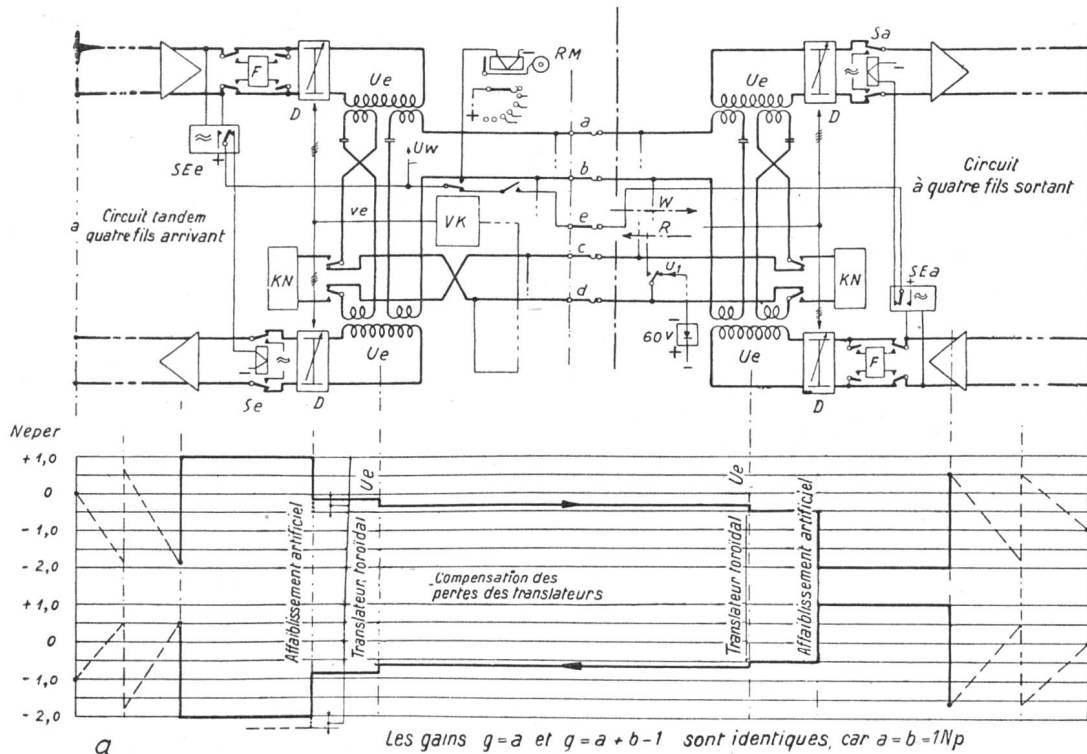 Sa
RM
F
Ue
Ue
F
D
D
a
SEe
+
Uw
b
Circuit tandem
quatre fils arrivant
a
Circuit
à quatre fils sortant
e
W
ve
VK
R
c
KN
u1
KN
SEa
d
60V
Ue
Ue
F
Se
D
D
Neper
+1,0
0
-1,0
-2,0
+1,0
0
-1,0
-2,0
Affaiblissement artificiel
Translateur toroïdal
Ue
Compensation des
pertes des translateurs
Translateur toroïdal
Ue
Affaiblissement artificiel
a
Les gains g=a et g=a+b-1 sont identiques, car a=b=1Np